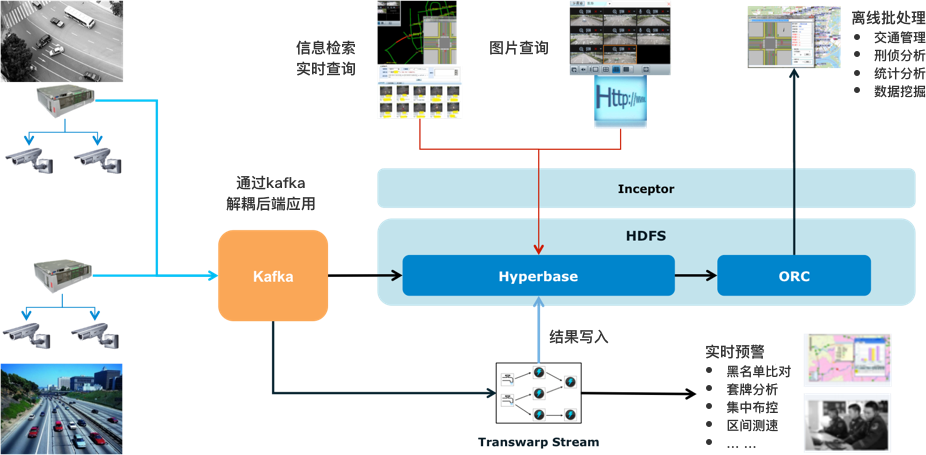 信息检索
实时查询
图片查询
Http://www
离线批处理
• 交通管理
• 刑侦分析
• 统计分析
• 数据挖掘
通过kafka
解耦后端应用
Inceptor
HDFS
Kafka
Hyperbase
ORC
结果写入
Transwarp Stream
实时预警
• 黑名单比对
• 套牌分析
• 集中布控
• 区间测速
• ... ...